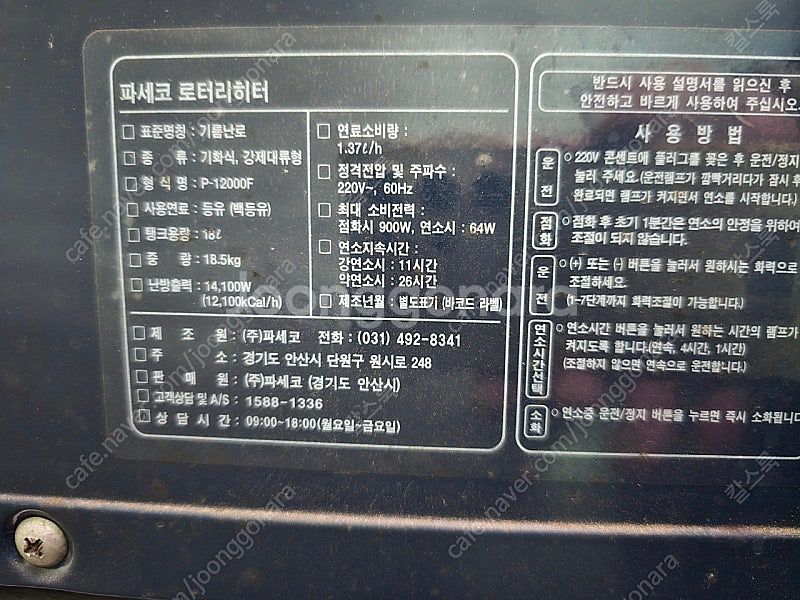 파세코 로터리히터
□ 표준명칭 : 기름난로
□ 종 류 : 기화식, 강제대류형
□ 형 식 명 : P-12000F
□ 사용연료 : 등유 (백등유)
□ 탱크용량 : 18ℓ
□ 중 량 : 18.5kg
□ 난방출력 : 14,100W
(12,100kCal/h)
□ 연료소비량 :
1.37ℓ/h
□ 정격전압 및 주파수 :
220V~, 60Hz
□ 최대 소비전력 :
점화시 900W, 연소시 : 64W
□ 연소지속시간 :
강연소시 : 11시간
약연소시 : 26시간
□ 제조년월 : 별도표기 (바코드 라벨)
□ 제 조 원 : (주)파세코 전화 : (031) 492-8341
□ 주 소 : 경기도 안산시 단원구 원시로 248
□ 판 매 원 : (주)파세코 (경기도 안산시)
□ 고객상담 및 A/S : 1588-1336
□ 상 담 시 간 : 09:00~18:00(월요일~금요일)
반드시 사용 설명서를 읽으신 후
안전하고 바르게 사용하여 주십시오.
사 용 방 법
운전
○ 220V 콘센트에 플러그를 꽂은 후 운전/정지
눌러 주세요.(운전램프가 깜빡거리다가 잠시 후
완료되면 램프가 켜지면서 연소를 시작합니다.)
점화
○ 점화 후 초기 1분간은 연소의 안정을 위하여
조절이 되지 않습니다.
운전
○ (+) 또는 (-) 버튼을 눌러서 원하시는 화력으로
조절하세요.
(1~7단계까지 화력조절이 가능합니다.)
연소시간선택
○ 연소시간 버튼을 눌러서 원하는 시간의 램프가
켜지도록 합니다.(연속, 4시간, 1시간)
(조절하지 않으면 연속으로 운전합니다.)
소화
○ 연소중 운전/정지 버튼을 누르면 즉시 소화됩니다
Joonggonara
cafe.naver.com/joonggonara
칼스톡